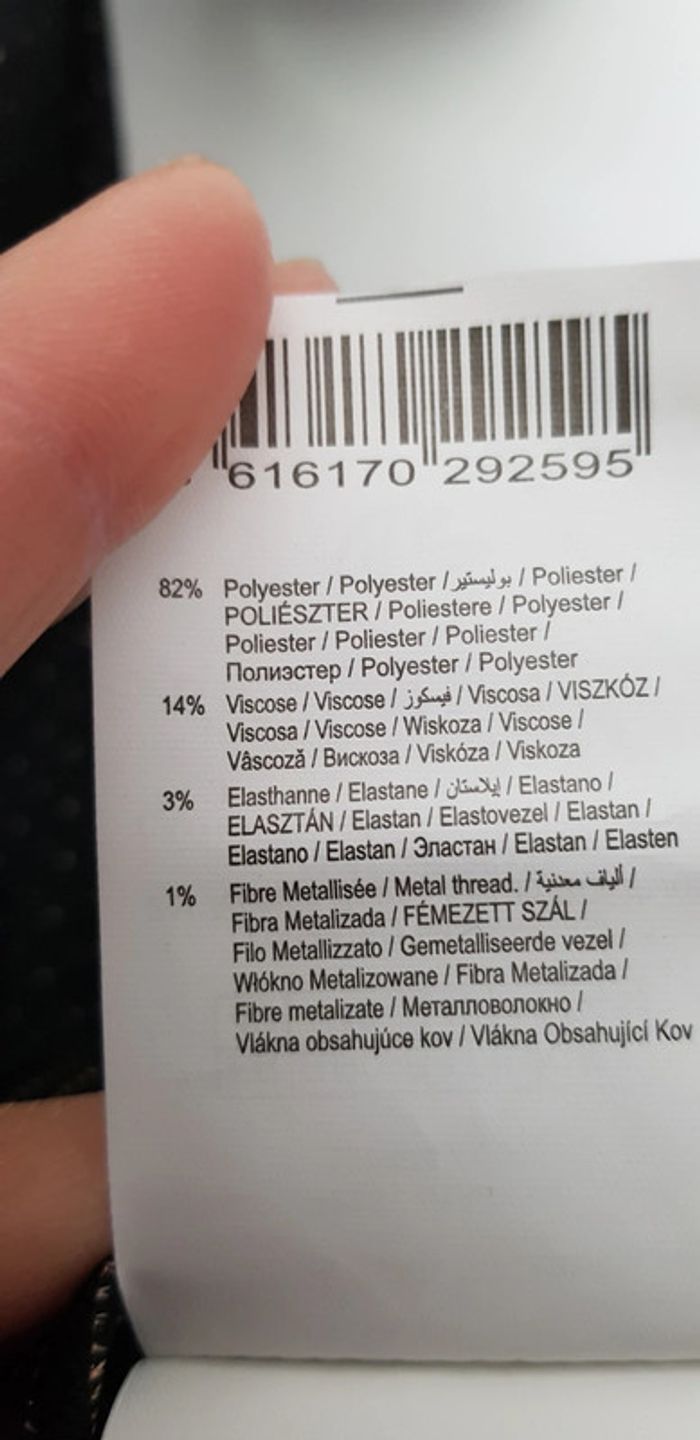 616170 292595
82% Polyester / Polyester / بوليستير / Poliester /
POLIÉSZTER / Poliestere / Polyester /
Poliester / Poliester / Poliester /
Полиэстер / Polyester / Polyester
14% Viscose / Viscose / فيسكوز / Viscosa / VISZKÓZ /
Viscosa / Viscose / Wiskoza / Viscose /
Vâscoză / Вискоза / Viskóza / Viskoza
3% Elasthanne / Elastane / إيلاستان / Elastano /
ELASZTÁN / Elastan / Elastovezel / Elastan /
Elastano / Elastan / Эластан / Elastan / Elasten
1% Fibre Metallisée / Metal thread. / ألياف معدنية /
Fibra Metalizada / FÉMEZETT SZÁL /
Filo Metallizzato / Gemetalliseerde vezel /
Włókno Metalizowane / Fibra Metalizada /
Fibre metalizate / Металловолокно /
Vlákna obsahujúce kov / Vlákna Obsahující Kov